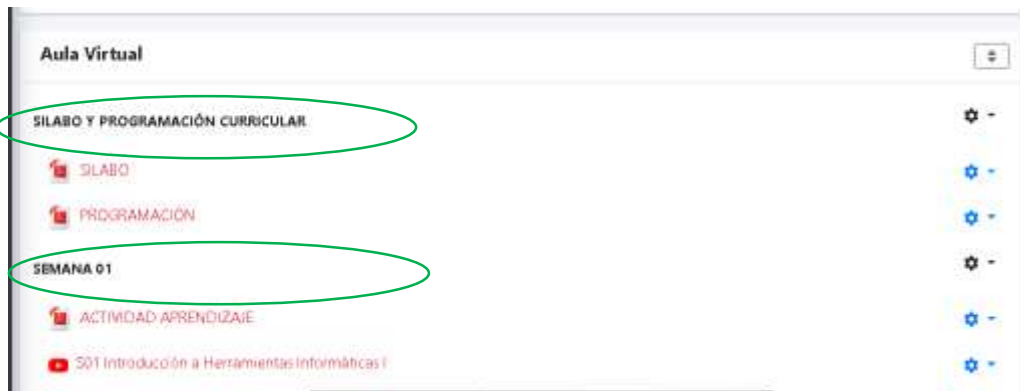 Aula Virtual
SILABO Y PROGRAMACIÓN CURRICULAR
SILABO
PROGRAMACIÓN
SEMANA 01
ACTIVIDAD APRENDIZAJE
S01 Introducción a Herramientas Informáticas I